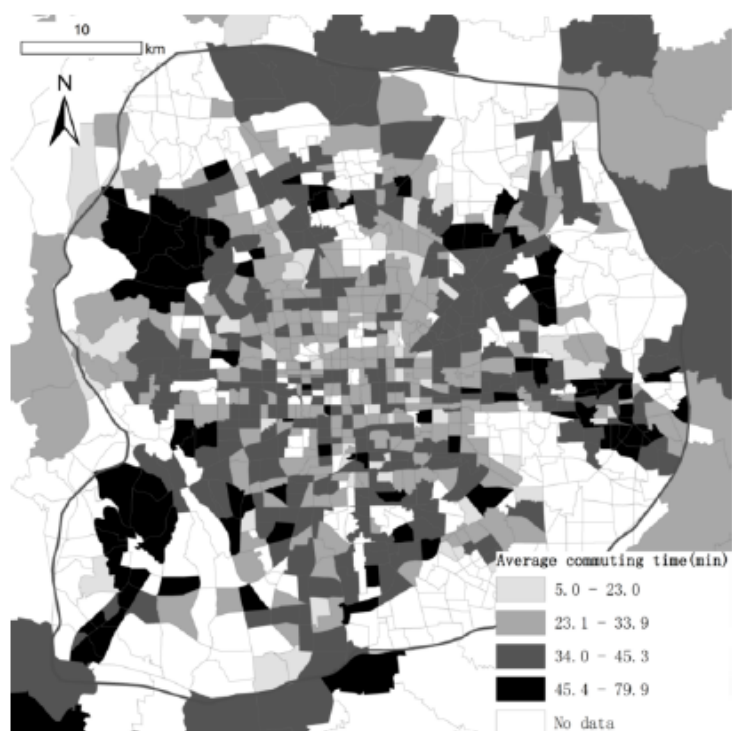 10
km
N
Average commuting time(min)
5.0 - 23.0
23.1 - 33.9
34.0 - 45.3
45.4 - 79.9
No data